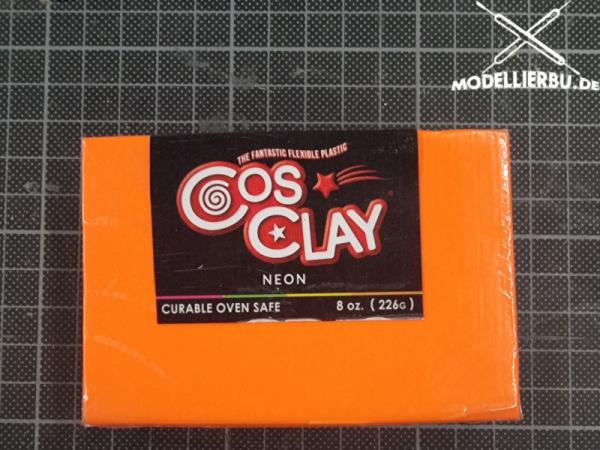 MODELLIERBU.DE
THE FANTASTIC FLEXIBLE PLASTIC
COS
CLAY
NEON
CURABLE OVEN SAFE 8 oz. ( 226G )